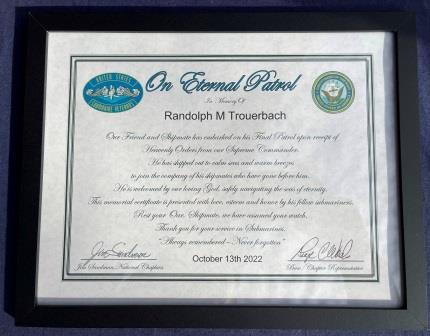 UNITED STATES
SUBMARINE VETERANS
On Eternal Patrol
In Memory Of
Randolph M Trouerbach
Our Friend and Shipmate has embarked on his Final Patrol upon receipt of
Heavenly Orders from our Supreme Commander.
He has shipped out to calm seas and warm breezes
to join the company of his shipmates who have gone before him.
He is welcomed by our loving God, safely navigating the seas of eternity.
This memorial certificate is presented with love, esteem and honor by his fellow submariners.
Rest your Oar, Shipmate, we have assumed your watch.
Thank you for your service in Submarines.
"Always remembered—Never forgotten"
October 13th 2022
National Chaplain
Base / Chapter Representative